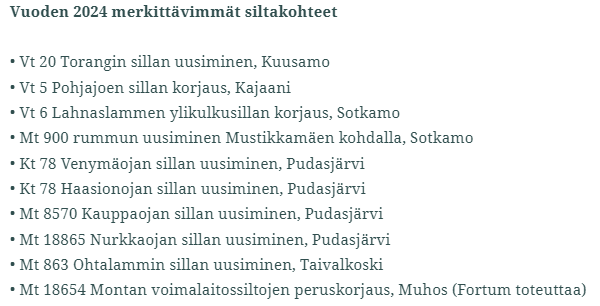 Vuoden 2024 merkittävimmät siltakohteet
• Vt 20 Torangin sillan uusiminen, Kuusamo
• Vt 5 Pohjajoen sillan korjaus, Kajaani
• Vt 6 Lahnaslammen ylikulkusillan korjaus, Sotkamo
• Mt 900 rummun uusiminen Mustikkamäen kohdalla, Sotkamo
• Kt 78 Venymäojan sillan uusiminen, Pudasjärvi
• Kt 78 Haasionojan sillan uusiminen, Pudasjärvi
• Mt 8570 Kauppaojan sillan uusiminen, Pudasjärvi
• Mt 18865 Nurkkaojan sillan uusiminen, Pudasjärvi
• Mt 863 Ohtalammin sillan uusiminen, Taivalkoski
• Mt 18654 Montan voimalaitossiltojen peruskorjaus, Muhos (Fortum toteuttaa)